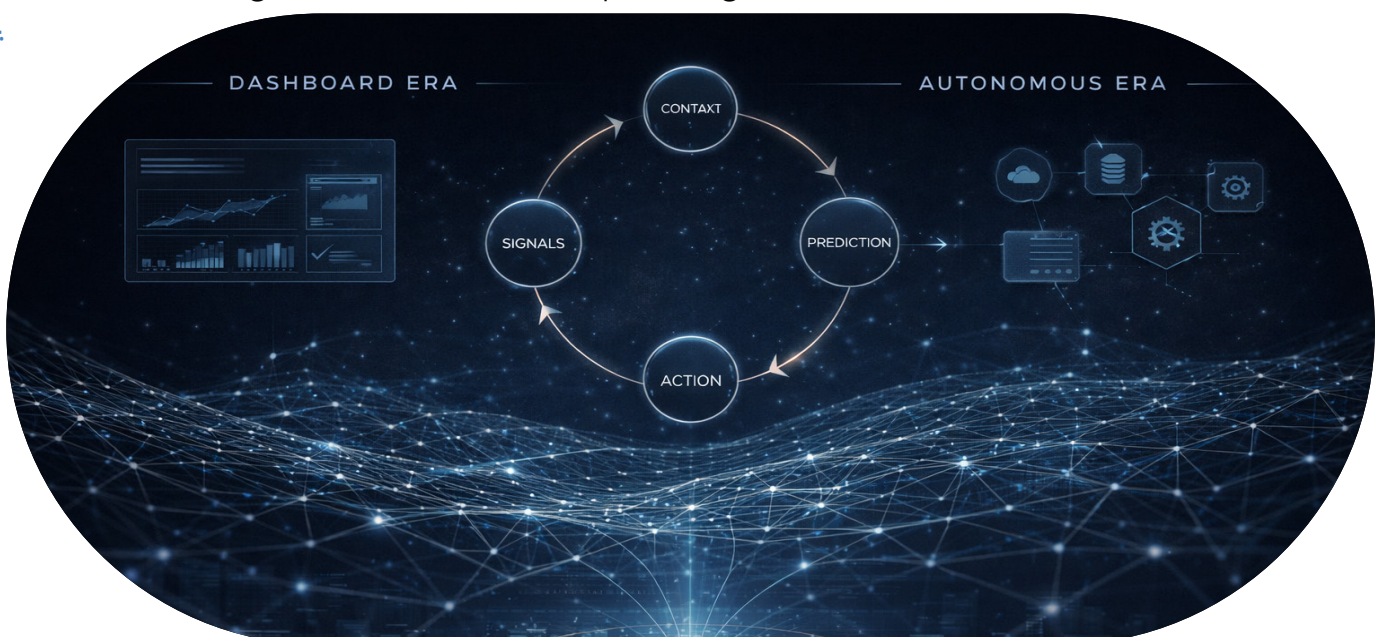 DASHBOARD ERA
AUTONOMOUS ERA
CONTAXT
SIGNALS
PREDICTION
ACTION